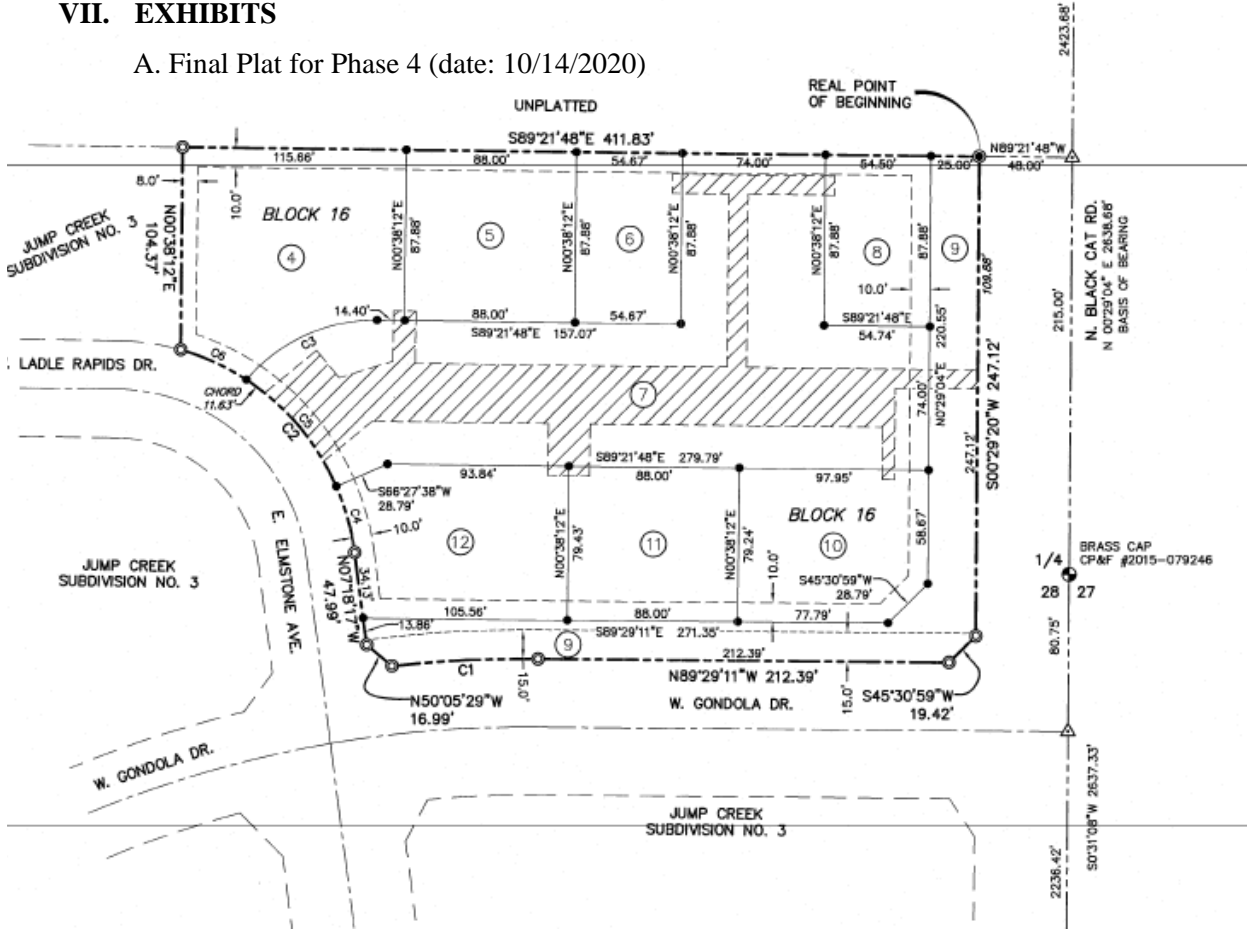 VII. EXHIBITS
A. Final Plat for Phase 4 (date: 10/14/2020)
2423.68'
REAL POINT
OF BEGINNING
UNPLATTED
S89°21'48"E 411.83'
N89°21'48"W
48.00'
115.66'
88.00'
54.67'
74.00'
54.50'
25.00'
8.0'
10.0'
BLOCK 16
JUMP CREEK
SUBDIVISION NO. 3
N00°38'12"E
104.37'
4
N00°38'12"E
87.88'
5
N00°38'12"E
87.88'
6
N00°38'12"E
87.88'
N00°38'12"E
87.88'
8
87.88'
9
109.88'
10.0'
N. BLACK CAT RD.
N 00°29'04" E 2638.68'
BASIS OF BEARING
215.00'
14.40'
88.00'
54.67'
S89°21'48"E 157.07'
S89°21'48"E
54.74'
220.55'
N0°29'04"E
74.00'
S00°29'20"W 247.12'
247.12'
C3
C6
LADLE RAPIDS DR.
CHORD
11.63'
C5
C2
7
93.84'
S89°21'48"E 279.79'
88.00'
97.95'
S66°27'38"W
28.79'
C4
10.0'
BLOCK 16
12
N00°38'12"E
79.43'
11
N00°38'12"E
79.24'
10
58.67'
10.0'
S45°30'59"W
28.79'
BRASS CAP
CP&F #2015-079246
1/4
28
27
JUMP CREEK
SUBDIVISION NO. 3
E. ELMSTONE AVE.
34.13'
N07°18'17"W
47.99'
105.56'
88.00'
77.79'
13.86'
S89°29'11"E 271.35'
9
212.39'
80.75'
C1
15.0'
N89°29'11"W 212.39'
15.0'
N50°05'29"W
16.99'
W. GONDOLA DR.
S45°30'59"W
19.42'
W. GONDOLA DR.
JUMP CREEK
SUBDIVISION NO. 3
S0°31'08"W 2637.33'
2236.42'